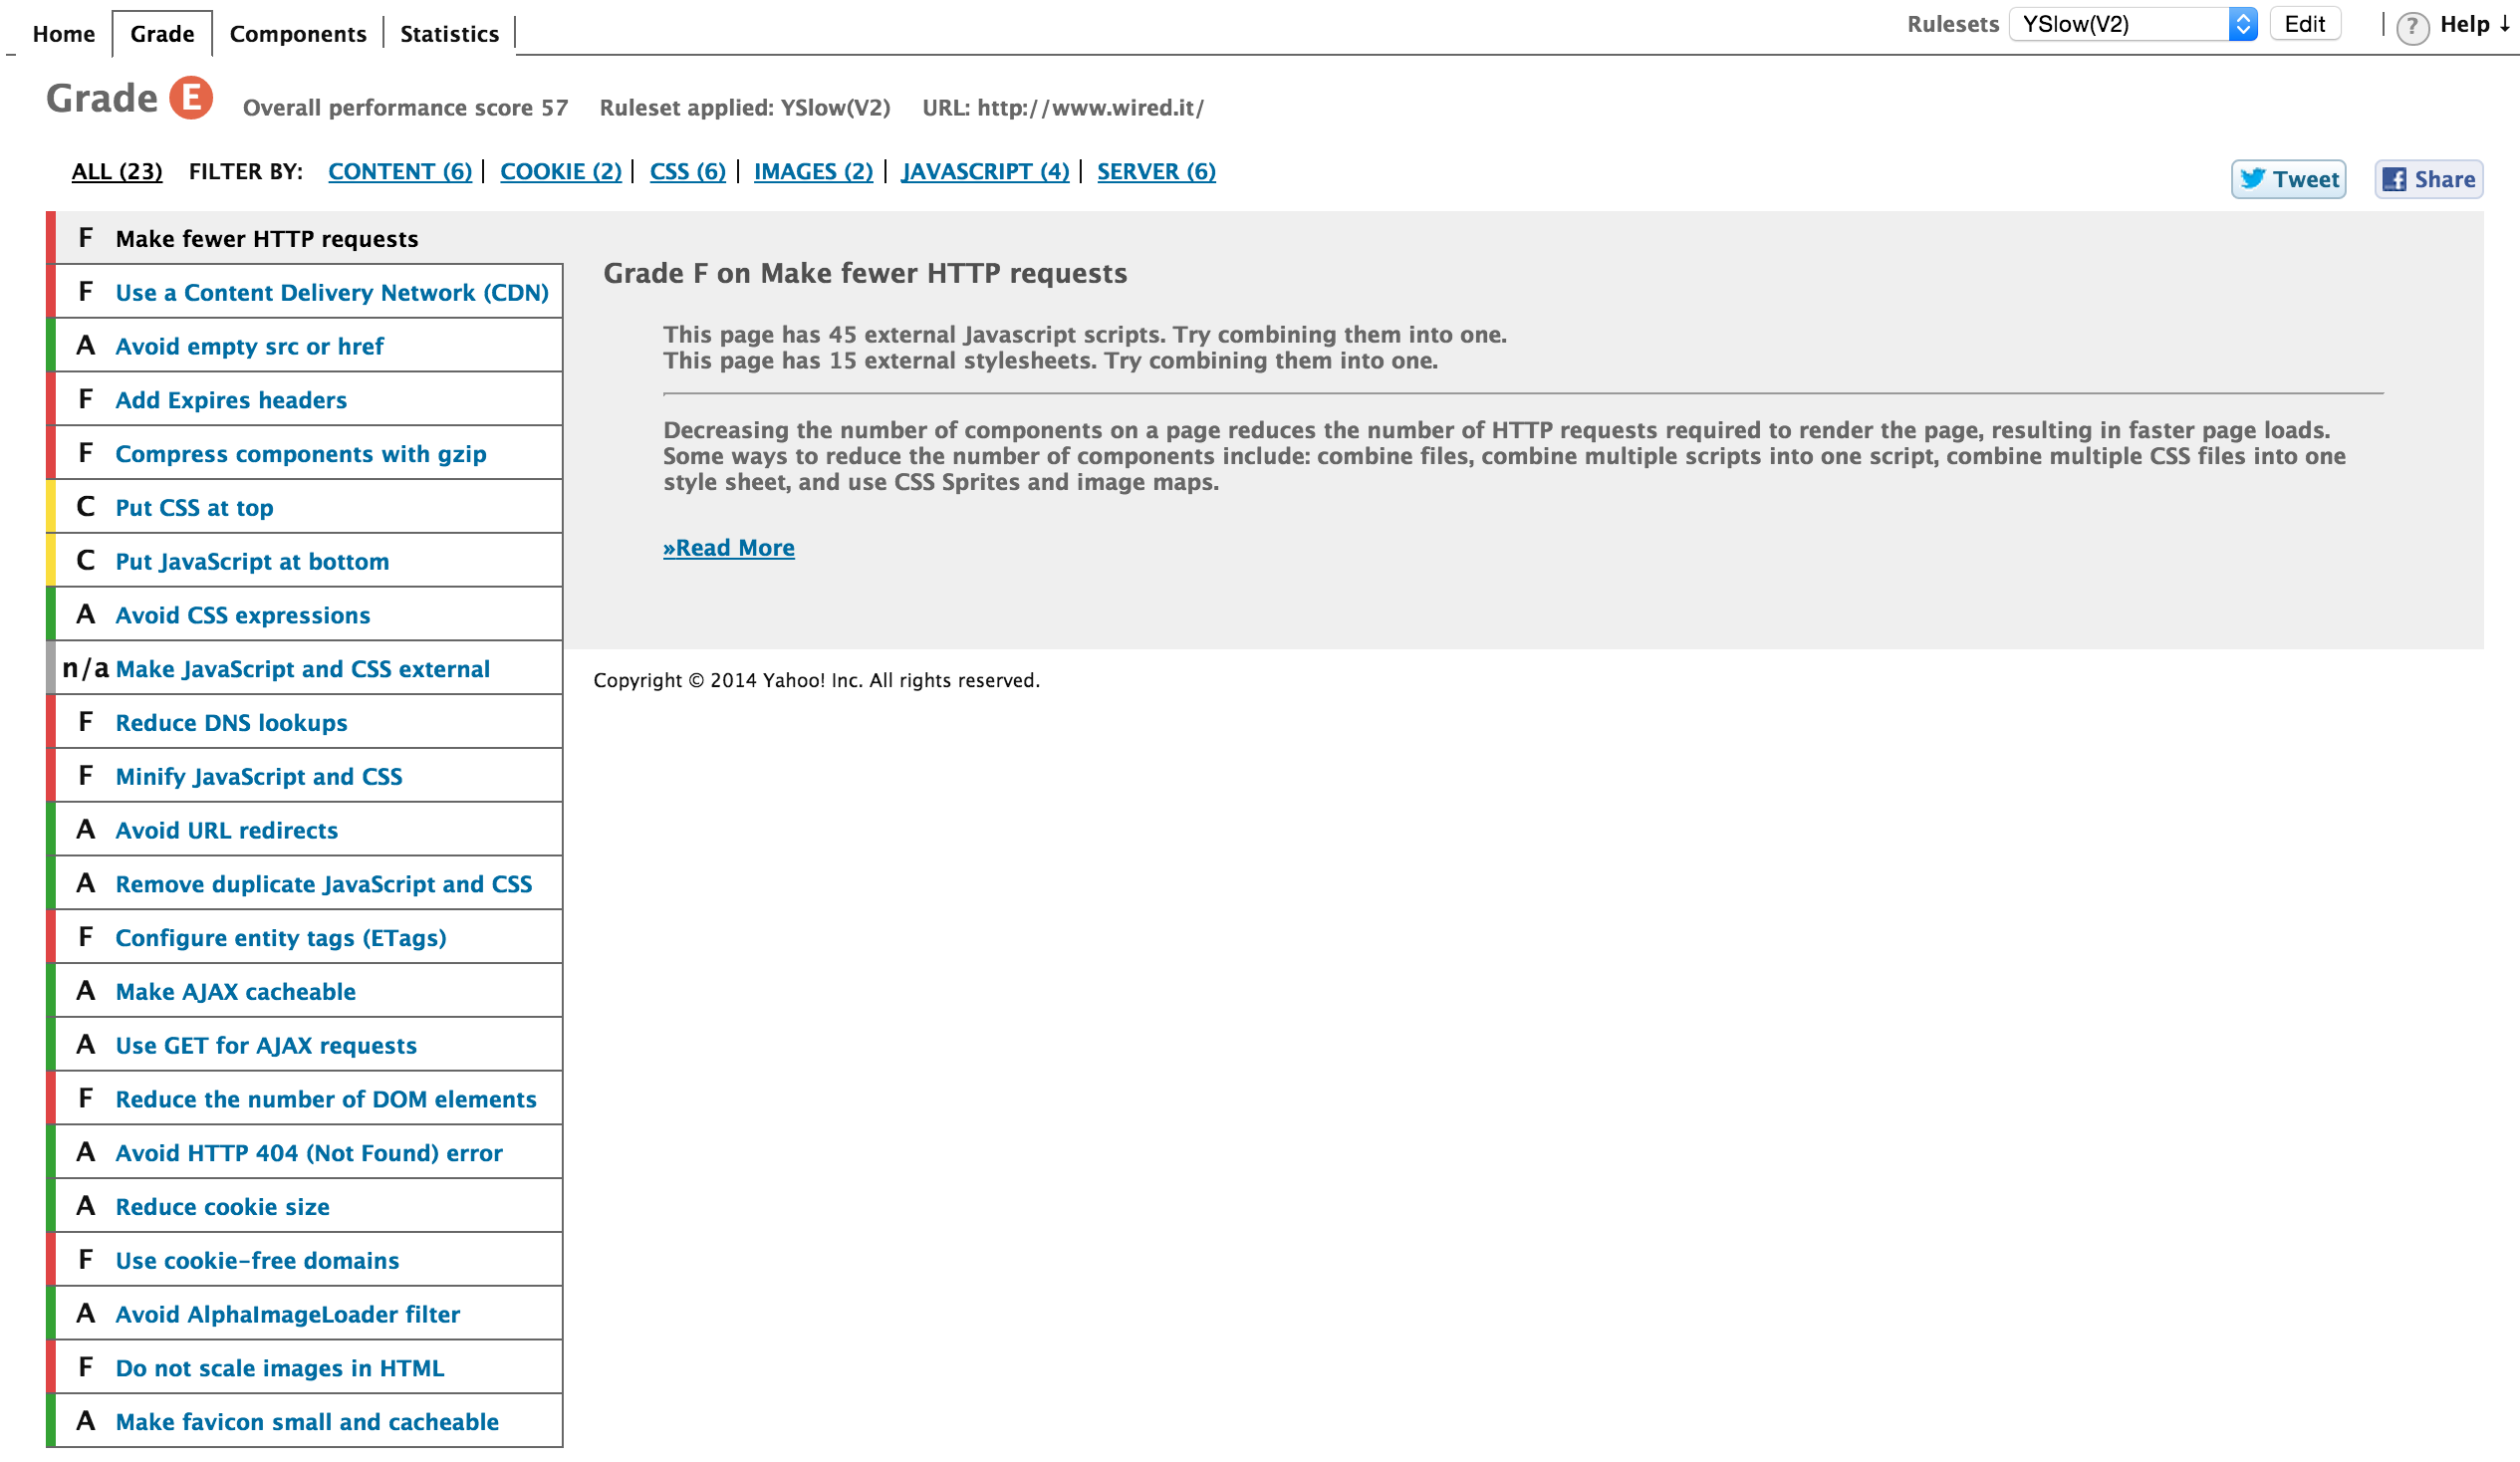 Home Grade Components Statistics Rulesets YSlow(V2) Edit ? Help ↓
Grade E Overall performance score 57 Ruleset applied: YSlow(V2) URL: http://www.wired.it/
ALL (23) FILTER BY: CONTENT (6) | COOKIE (2) | CSS (6) | IMAGES (2) | JAVASCRIPT (4) | SERVER (6)
Tweet Share
F Make fewer HTTP requests
F Use a Content Delivery Network (CDN)
A Avoid empty src or href
F Add Expires headers
F Compress components with gzip
C Put CSS at top
C Put JavaScript at bottom
A Avoid CSS expressions
n/a Make JavaScript and CSS external
F Reduce DNS lookups
F Minify JavaScript and CSS
A Avoid URL redirects
A Remove duplicate JavaScript and CSS
F Configure entity tags (ETags)
A Make AJAX cacheable
A Use GET for AJAX requests
F Reduce the number of DOM elements
A Avoid HTTP 404 (Not Found) error
A Reduce cookie size
F Use cookie-free domains
A Avoid AlphaImageLoader filter
F Do not scale images in HTML
A Make favicon small and cacheable
Grade F on Make fewer HTTP requests
This page has 45 external Javascript scripts. Try combining them into one.
This page has 15 external stylesheets. Try combining them into one.
Decreasing the number of components on a page reduces the number of HTTP requests required to render the page, resulting in faster page loads.
Some ways to reduce the number of components include: combine files, combine multiple scripts into one script, combine multiple CSS files into one
style sheet, and use CSS Sprites and image maps.
»Read More
Copyright © 2014 Yahoo! Inc. All rights reserved.